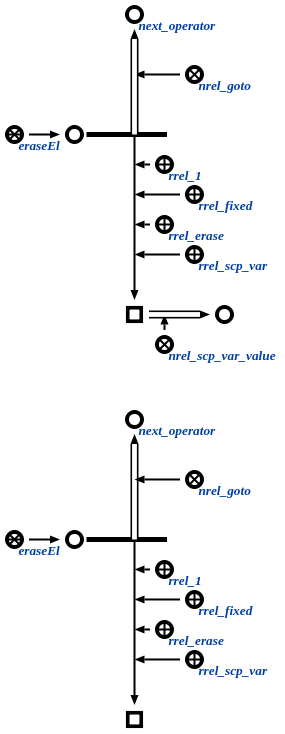 next_operator
nrel_goto
eraseEl
rrel_1
rrel_fixed
rrel_erase
rrel_scp_var
nrel_scp_var_value
next_operator
nrel_goto
eraseEl
rrel_1
rrel_fixed
rrel_erase
rrel_scp_var